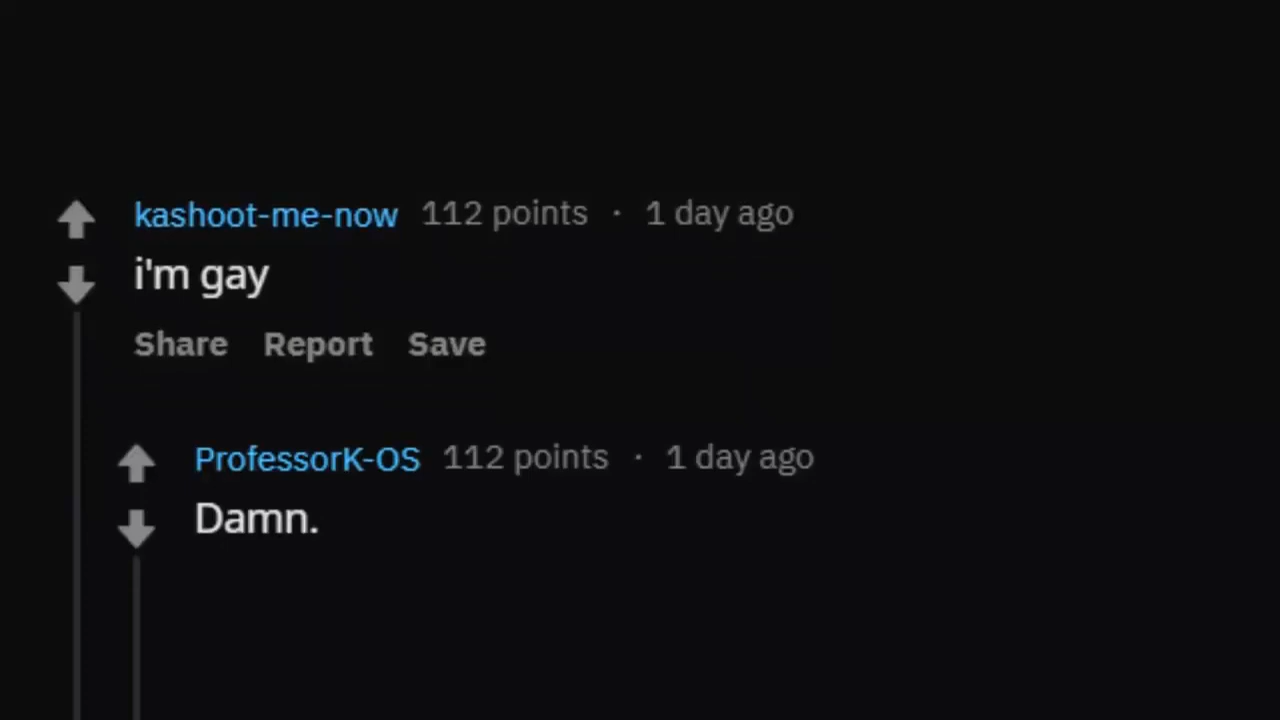 kashoot-me-now 112 points · 1 day ago
i'm gay
Share Report Save
ProfessorK-OS 112 points · 1 day ago
Damn.